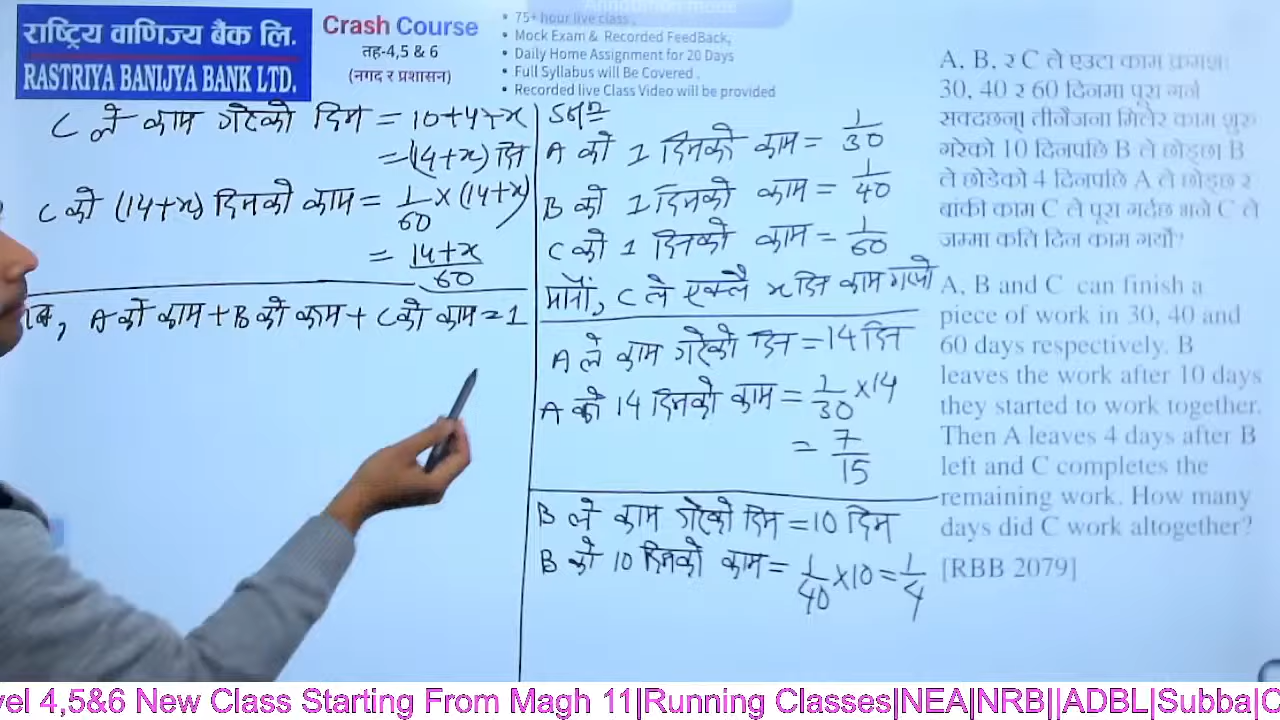 राष्ट्रिय वाणिज्य बैंक लि.
RASTRIYA BANIJYA BANK LTD.
Crash Course
तह-4,5 & 6
(नगद र प्रशासन)
• 75+ hour live class ,
• Mock Exam & Recorded FeedBack,
• Daily Home Assignment for 20 Days
• Full Syllabus will Be Covered .
• Recorded live Class Video will be provided
C ले काम गरेको दिन = 10+4+x
= (14+x) दिन
C को (14+x) दिनको काम = 1/60 × (14+x)
= 14+x/60
A को काम + B को काम + C को काम = 1
A को 1 दिनको काम = 1/30
B को 1 दिनको काम = 1/40
C को 1 दिनको काम = 1/60
मानौं, C ले एक्लै x दिन काम गर्‍यो
A ले काम गरेको दिन = 14 दिन
A को 14 दिनको काम = 1/30 × 14
= 7/15
B ले काम गरेको दिन = 10 दिन
B को 10 दिनको काम = 1/40 × 10 = 1/4
A, B, र C ले एउटा काम क्रमशः
30, 40 र 60 दिनमा पूरा गर्न
सक्दछन्। तीनैजना मिलेर काम शुरु
गरेको 10 दिनपछि B ले छोड्छ। B
ले छोडेको 4 दिनपछि A ले छोड्छ र
बांकी काम C ले पूरा गर्दछ भने C ले
जम्मा कति दिन काम गर्यो?
A, B and C can finish a
piece of work in 30, 40 and
60 days respectively. B
leaves the work after 10 days
they started to work together.
Then A leaves 4 days after B
left and C completes the
remaining work. How many
days did C work altogether?
[RBB 2079]
vel 4,5&6 New Class Starting From Magh 11|Running Classes|NEA|NRB||ADBL|Subba|